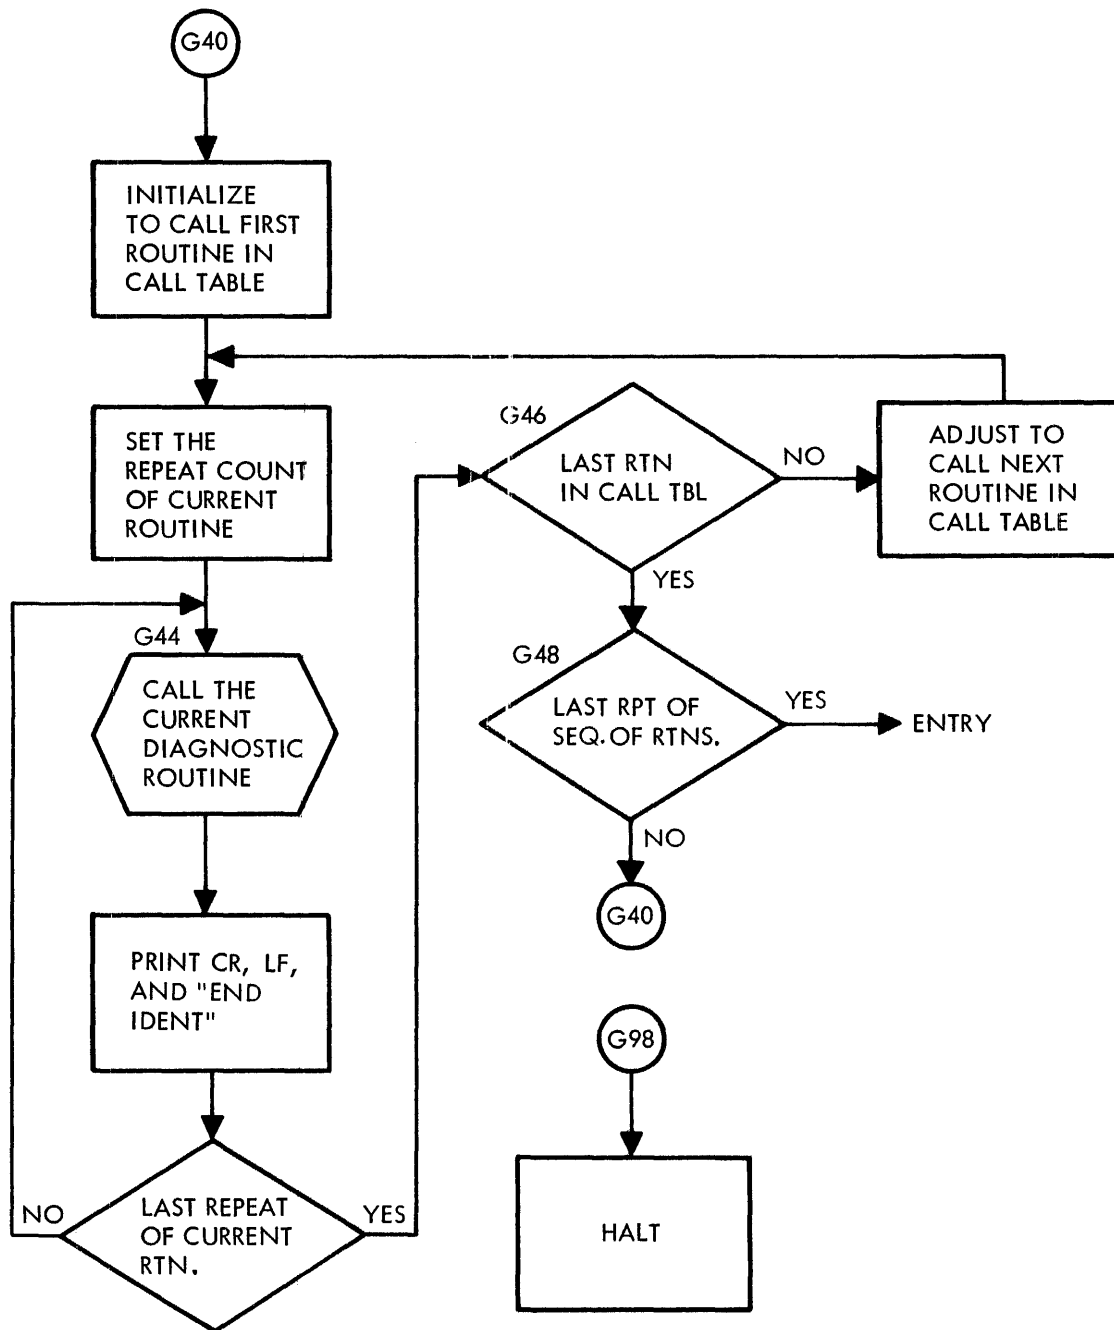 G40
INITIALIZE
TO CALL FIRST
ROUTINE IN
CALL TABLE
SET THE
REPEAT COUNT
OF CURRENT
ROUTINE
G44
CALL THE
CURRENT
DIAGNOSTIC
ROUTINE
PRINT CR, LF,
AND "END
IDENT"
NO
LAST REPEAT
OF CURRENT
RTN.
YES
G46
LAST RTN
IN CALL TBL
NO
ADJUST TO
CALL NEXT
ROUTINE IN
CALL TABLE
YES
G48
LAST RPT OF
SEQ. OF RTNS.
YES
ENTRY
NO
G40
G98
HALT